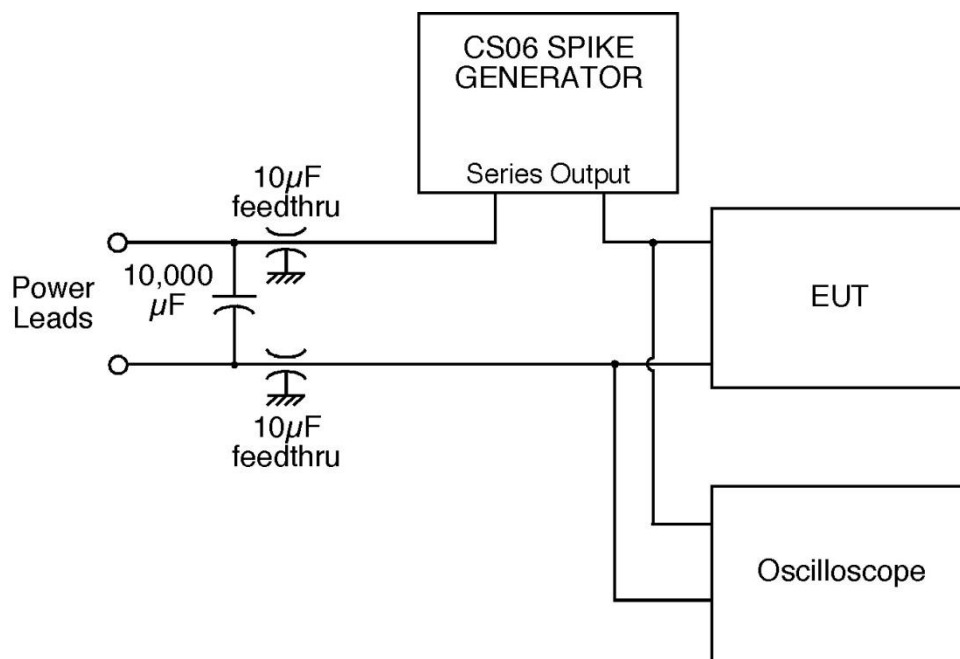 CS06 SPIKE
GENERATOR
Series Output
10µF
feedthru
10,000
µF
Power
Leads
EUT
10µF
feedthru
Oscilloscope